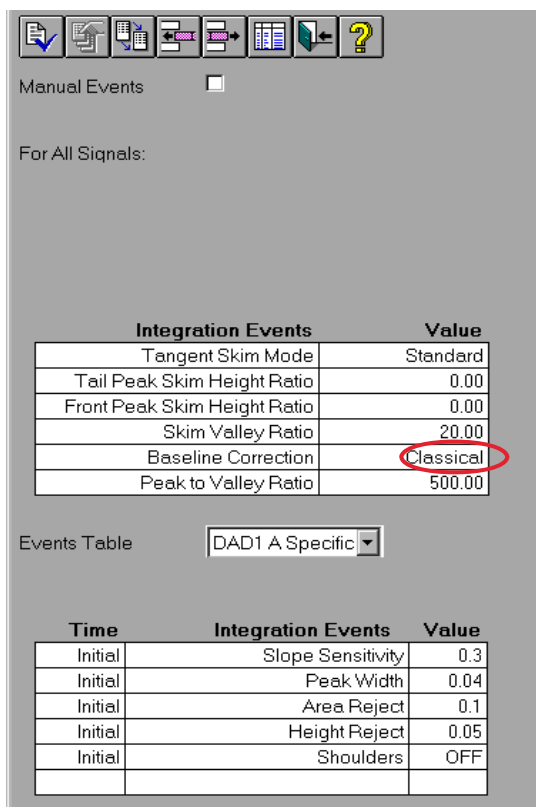 Manual Events
For All Signals:
Integration Events Value
Tangent Skim Mode Standard
Tail Peak Skim Height Ratio 0.00
Front Peak Skim Height Ratio 0.00
Skim Valley Ratio 20.00
Baseline Correction Classical
Peak to Valley Ratio 500.00
Events Table DAD1 A Specific
Time Integration Events Value
Initial Slope Sensitivity 0.3
Initial Peak Width 0.04
Initial Area Reject 0.1
Initial Height Reject 0.05
Initial Shoulders OFF